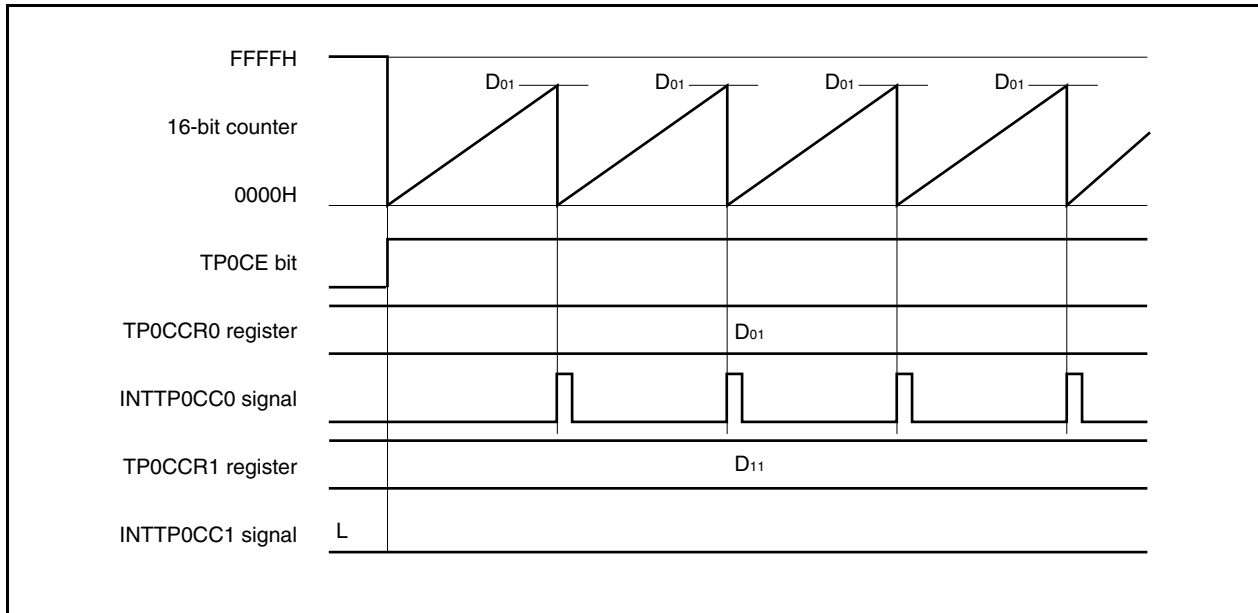 FFFFH
D01 D01 D01 D01
16-bit counter
0000H
TP0CE bit
TP0CCR0 register D01
INTTP0CC0 signal
TP0CCR1 register D11
INTTP0CC1 signal L